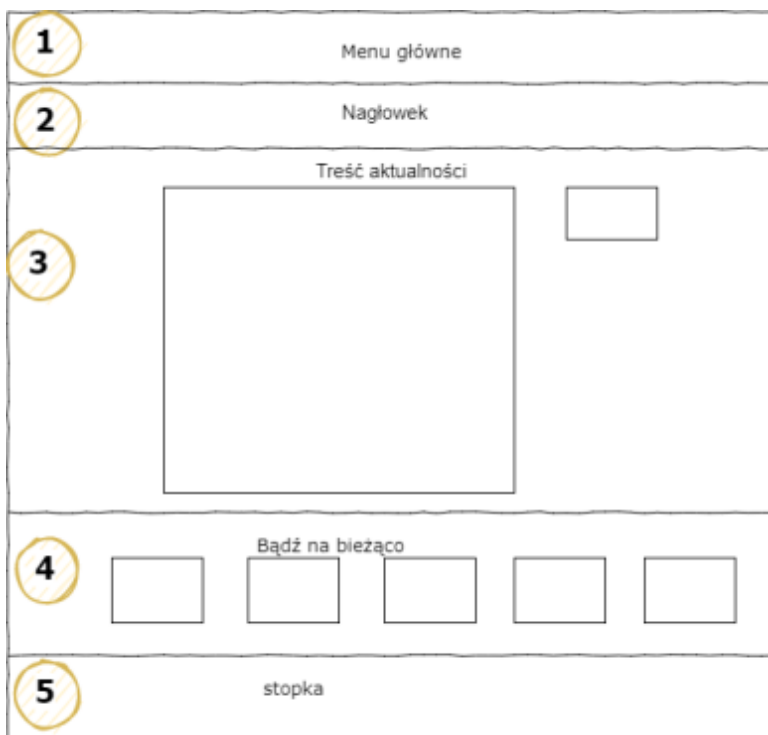 1
Menu główne
2
Nagłowek
Treść aktualności
3
Bądź na bieżąco
4
stopka
5